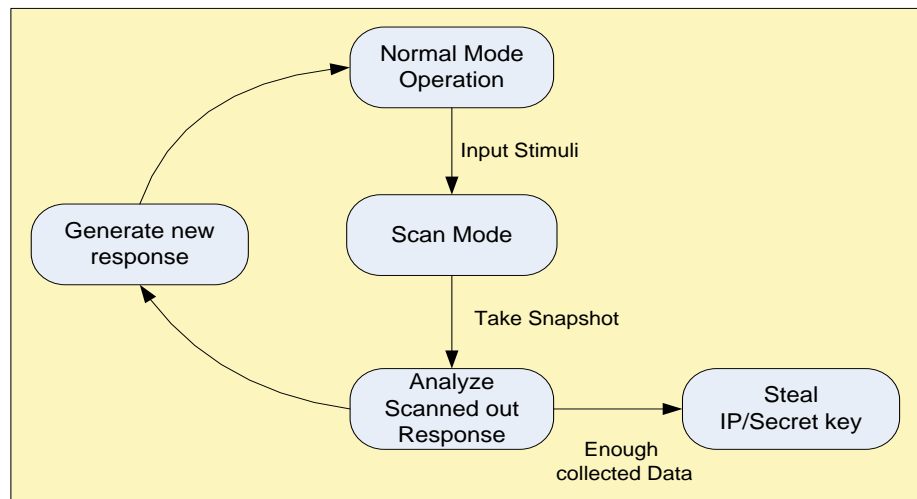 Normal Mode
Operation
Input Stimuli
Generate new
response
Scan Mode
Take Snapshot
Analyze
Scanned out
Response
Steal
IP/Secret key
Enough
collected Data